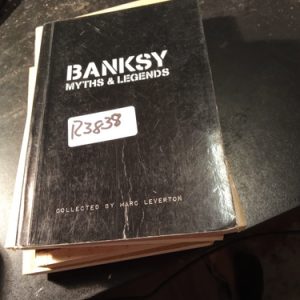 BANKSY
MYTHS & LEGENDS
R3838
COLLECTED BY MARC LEVERTON